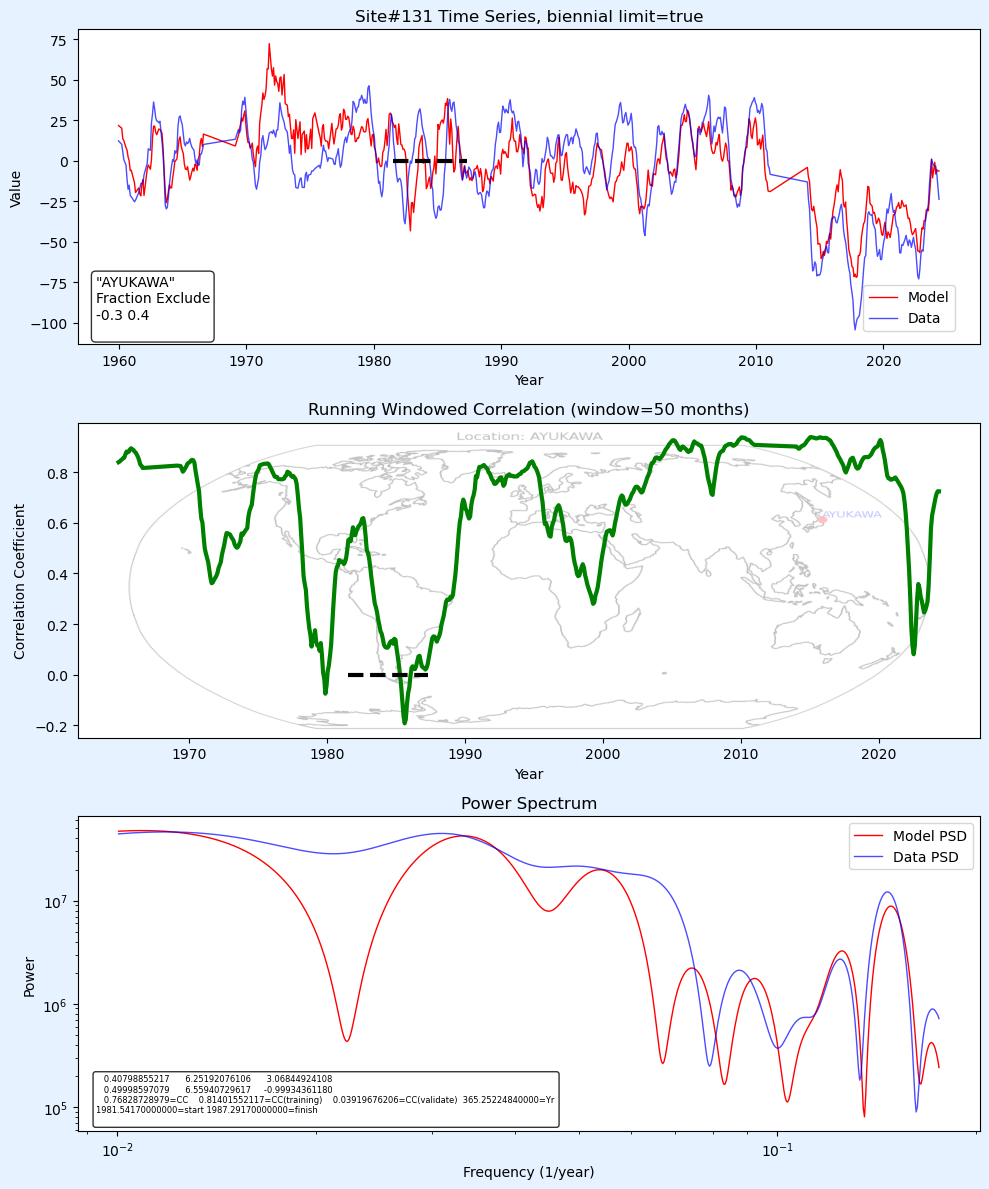 Site#131 Time Series, biennial limit=true
Value
75
50
25
0
−25
−50
−75
−100
"AYUKAWA"
Fraction Exclude
-0.3 0.4
Model
Data
1960 1970 1980 1990 2000 2010 2020
Year
Running Windowed Correlation (window=50 months)
Location: AYUKAWA
AYUKAWA
Correlation Coefficient
0.8
0.6
0.4
0.2
0.0
−0.2
1970 1980 1990 2000 2010 2020
Year
Power Spectrum
Model PSD
Data PSD
Power
10⁷
10⁶
10⁵
0.40798855217 6.25192076106 3.06844924108
0.49998597079 6.55940729617 -0.99934361180
0.76828728979=CC 0.81401552117=CC(training) 0.03919676206=CC(validate) 365.25224840000=Yr
1981.54170000000=start 1987.29170000000=finish
10⁻² 10⁻¹
Frequency (1/year)